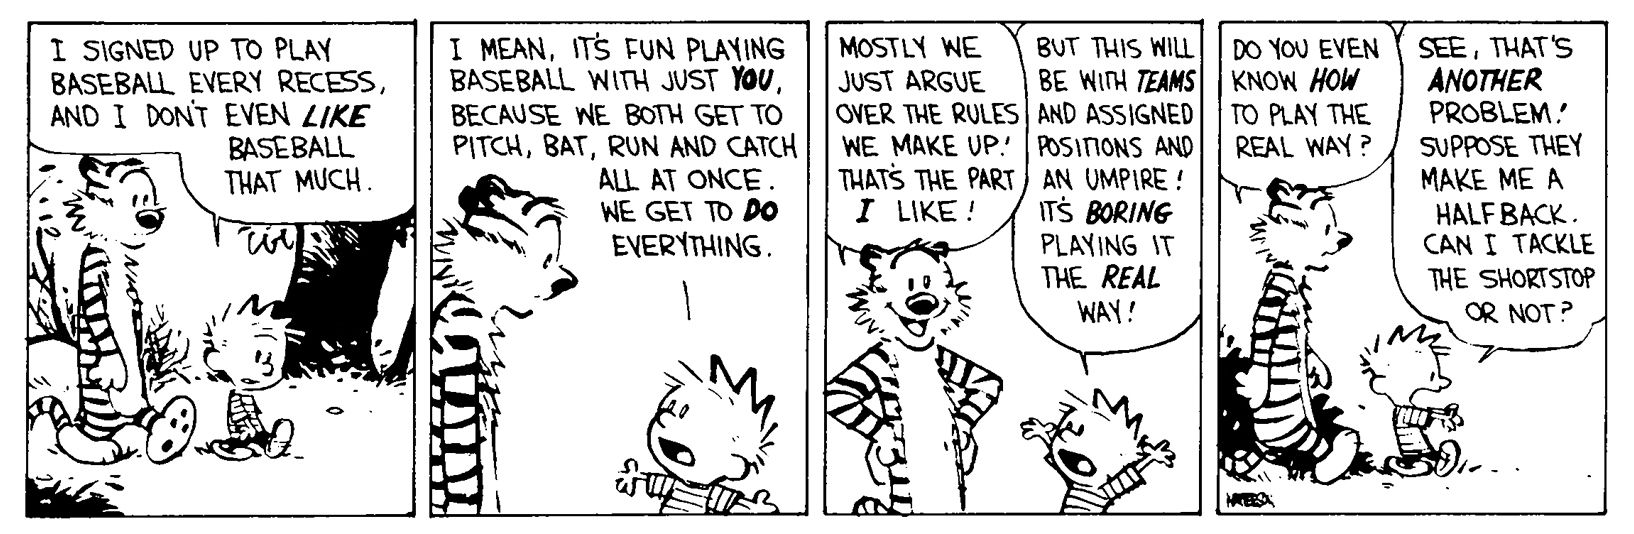 I SIGNED UP TO PLAY
BASEBALL EVERY RECESS,
AND I DON'T EVEN LIKE
BASEBALL
THAT MUCH.
I MEAN, IT'S FUN PLAYING
BASEBALL WITH JUST YOU,
BECAUSE WE BOTH GET TO
PITCH, BAT, RUN AND CATCH
ALL AT ONCE.
WE GET TO DO
EVERYTHING.
MOSTLY WE
JUST ARGUE
OVER THE RULES
WE MAKE UP!
THAT'S THE PART
I LIKE!
BUT THIS WILL
BE WITH TEAMS
AND ASSIGNED
POSITIONS AND
AN UMPIRE!
IT'S BORING
PLAYING IT
THE REAL
WAY!
DO YOU EVEN
KNOW HOW
TO PLAY THE
REAL WAY?
SEE, THAT'S
ANOTHER
PROBLEM!
SUPPOSE THEY
MAKE ME A
HALFBACK.
CAN I TACKLE
THE SHORTSTOP
OR NOT?